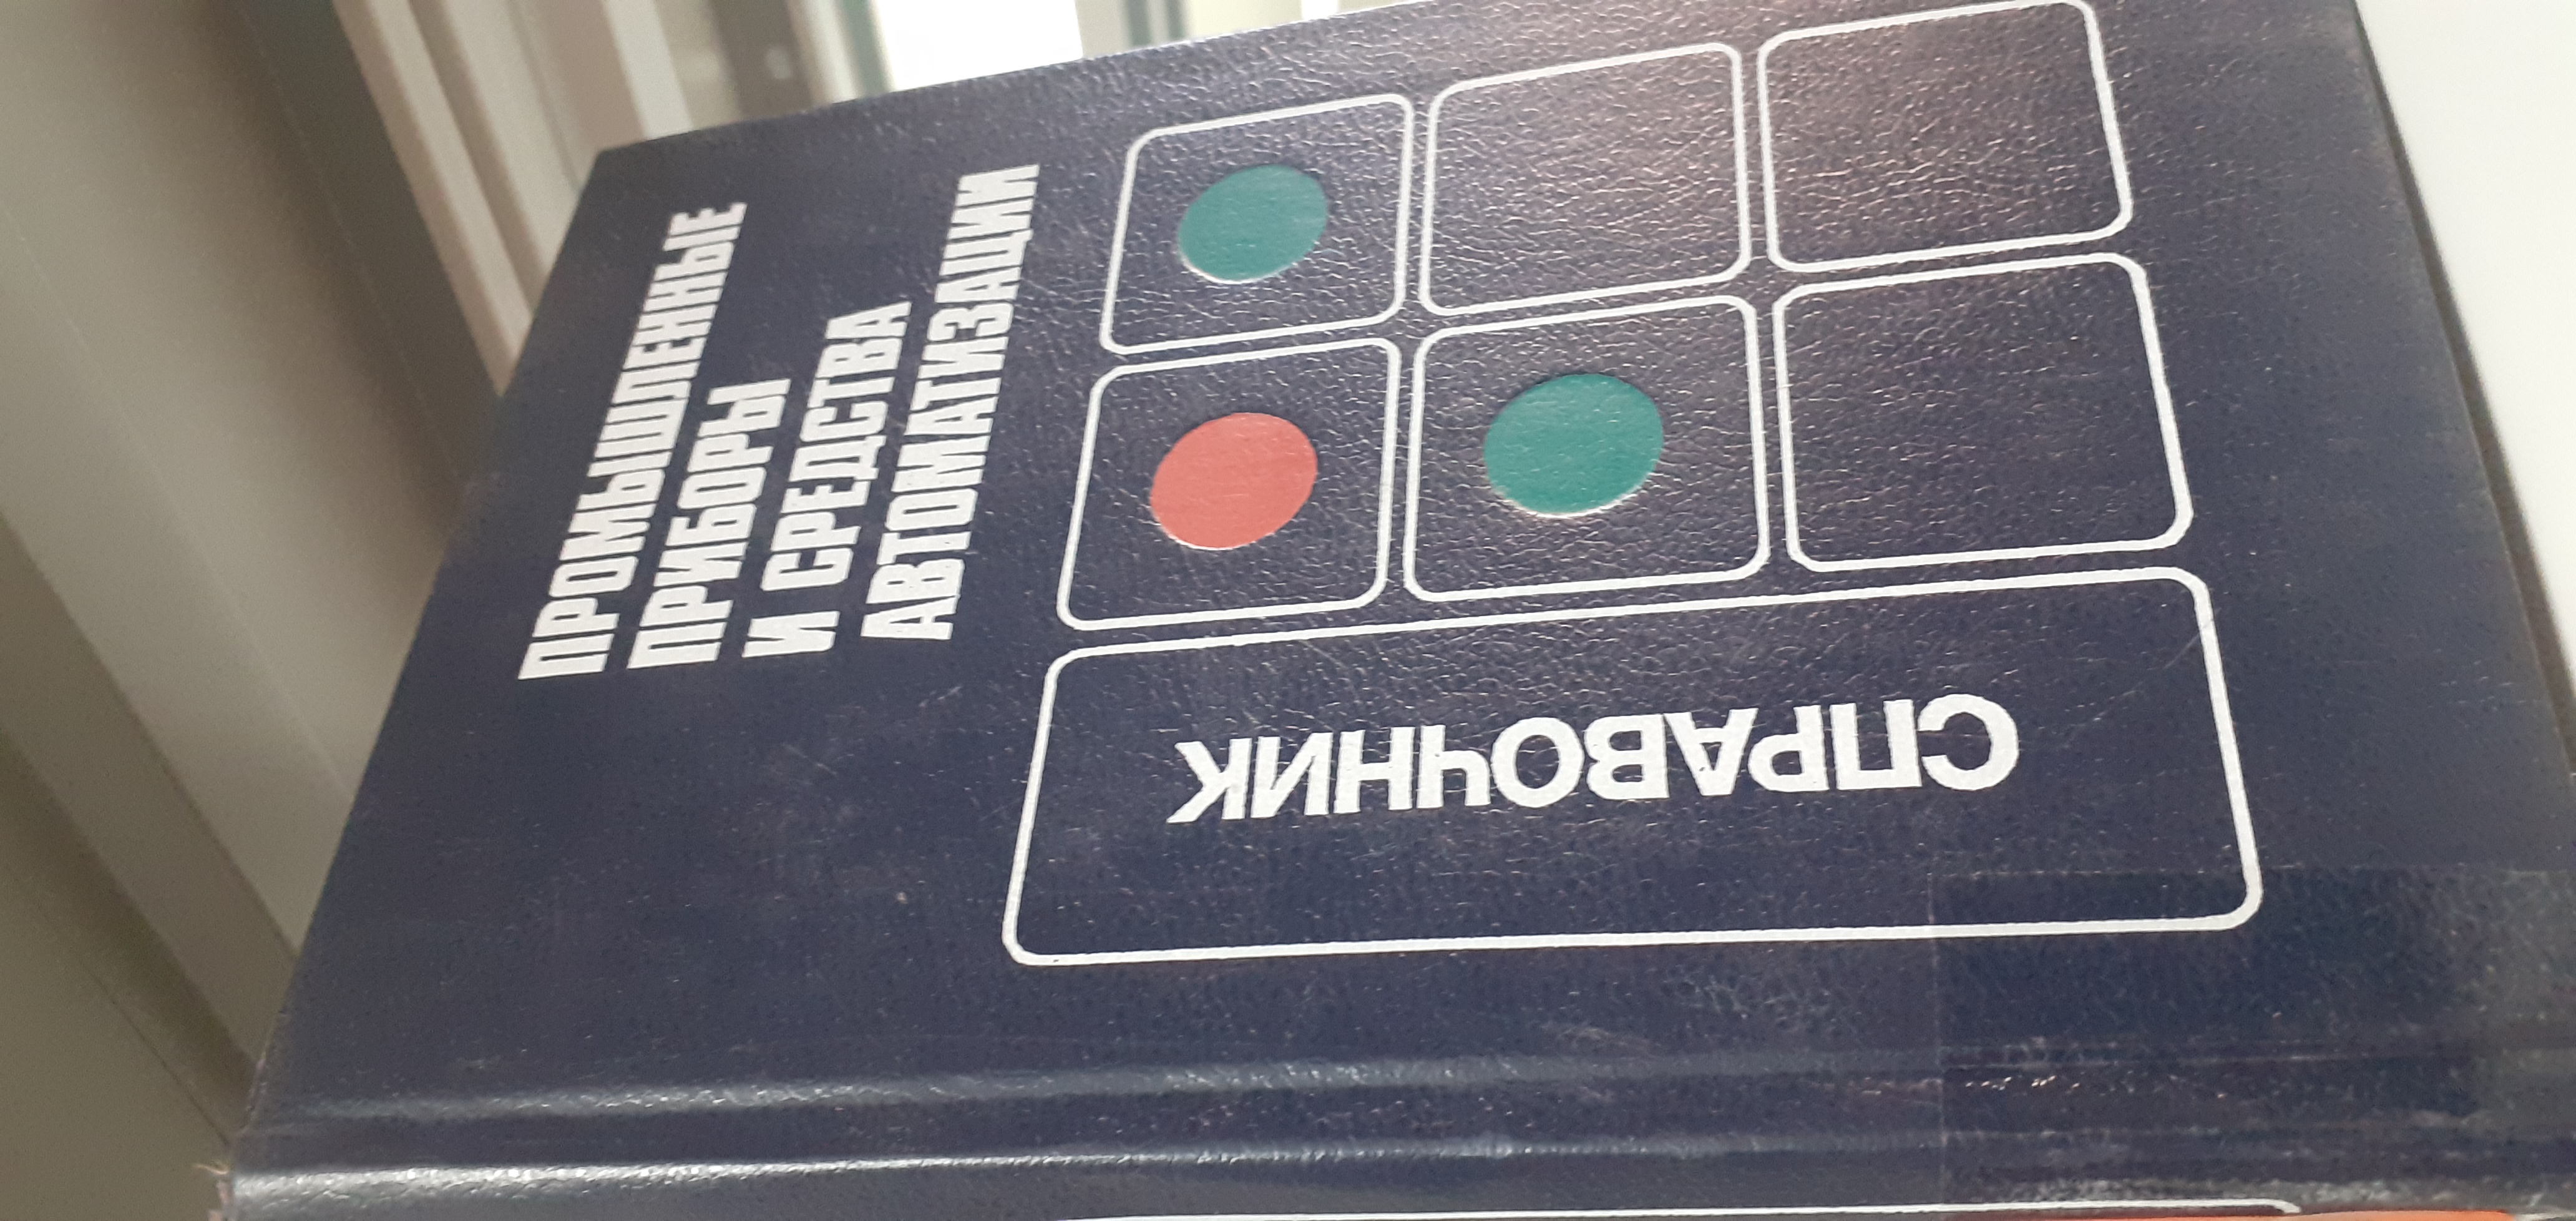 ПРОМЫШЛЕННЫЕ
ПРИБОРЫ
И СРЕДСТВА
АВТОМАТИЗАЦИИ
СПРАВОЧНИК